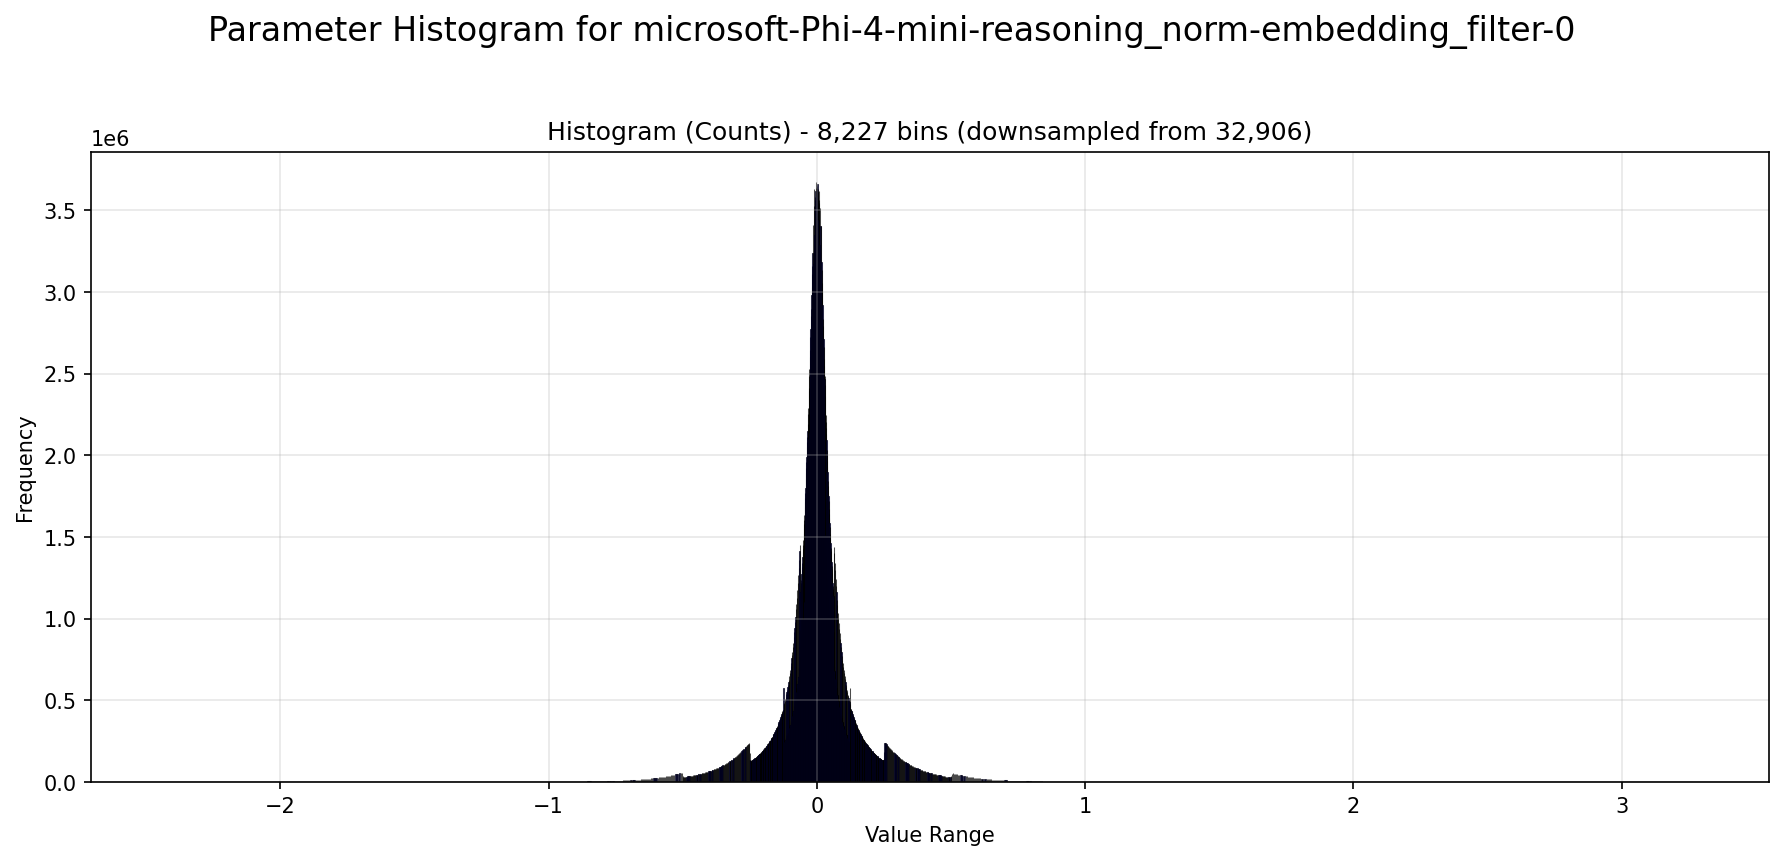 Parameter Histogram for microsoft-Phi-4-mini-reasoning_norm-embedding_filter-0
Histogram (Counts) - 8,227 bins (downsampled from 32,906)
1e6
3.5
3.0
2.5
2.0
1.5
1.0
0.5
0.0
Frequency
−2
−1
0
1
2
3
Value Range